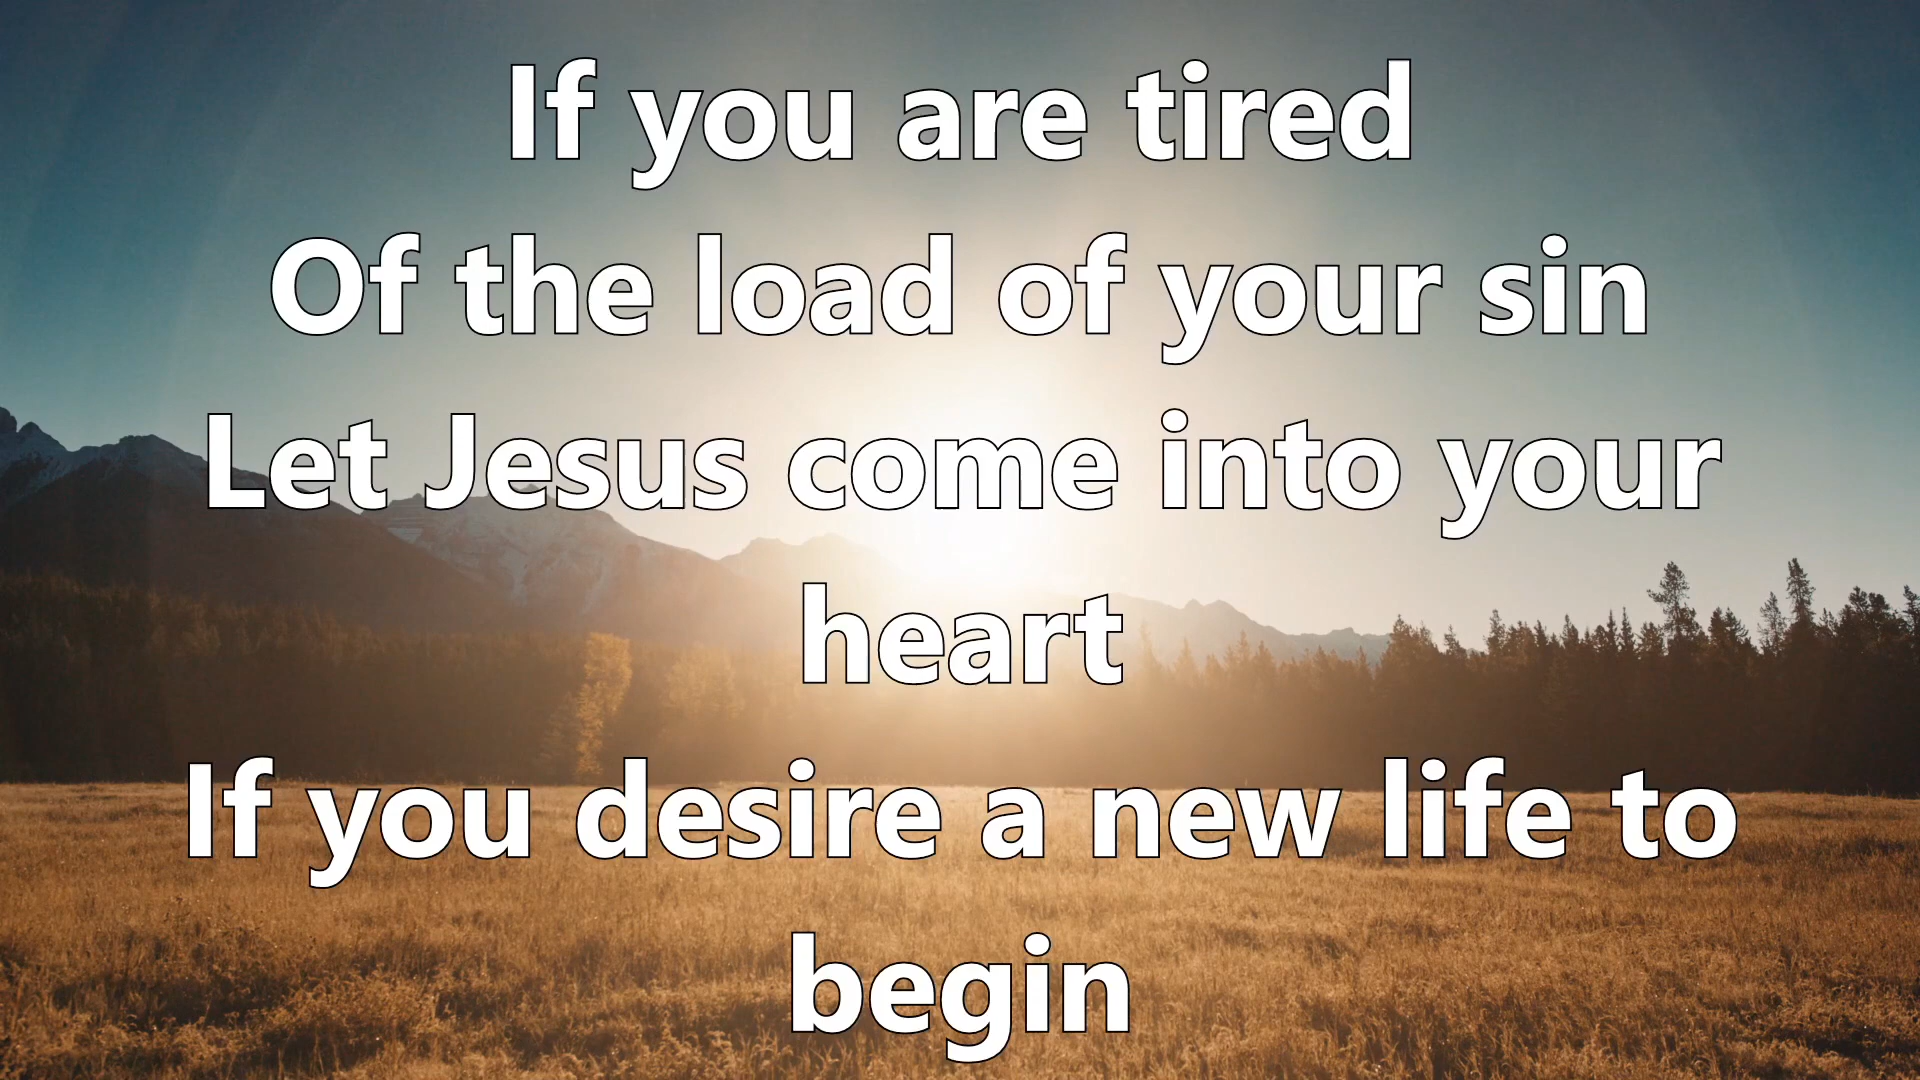 If you are tired
Of the load of your sin
Let Jesus come into your
heart
If you desire a new life to
begin